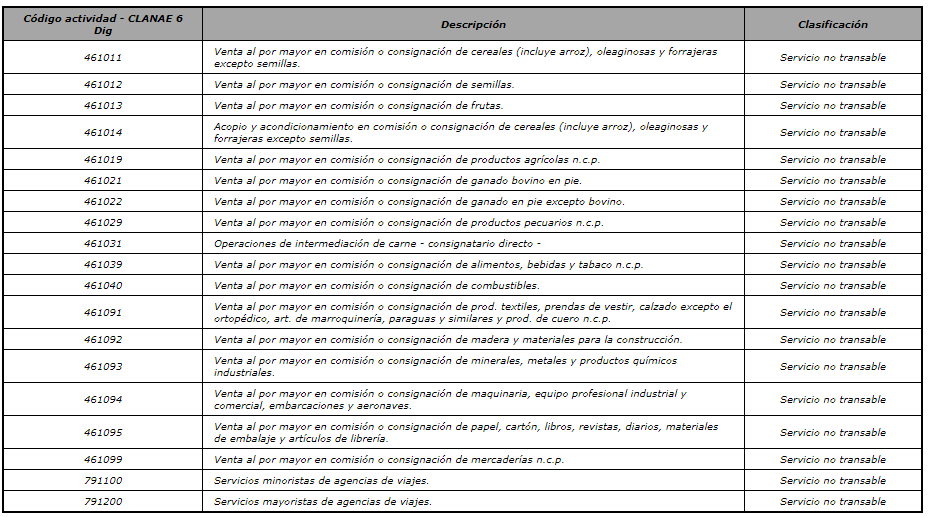 Código actividad - CLANAE 6
Dig
Descripción
Clasificación
461011
Venta al por mayor en comisión o consignación de cereales (incluye arroz), oleaginosas y forrajeras
excepto semillas.
Servicio no transable
461012
Venta al por mayor en comisión o consignación de semillas.
Servicio no transable
461013
Venta al por mayor en comisión o consignación de frutas.
Servicio no transable
461014
Acopio y acondicionamiento en comisión o consignación de cereales (incluye arroz), oleaginosas y
forrajeras excepto semillas.
Servicio no transable
461019
Venta al por mayor en comisión o consignación de productos agrícolas n.c.p.
Servicio no transable
461021
Venta al por mayor en comisión o consignación de ganado bovino en pie.
Servicio no transable
461022
Venta al por mayor en comisión o consignación de ganado en pie excepto bovino.
Servicio no transable
461029
Venta al por mayor en comisión o consignación de productos pecuarios n.c.p.
Servicio no transable
461031
Operaciones de intermediación de carne - consignatario directo -
Servicio no transable
461039
Venta al por mayor en comisión o consignación de alimentos, bebidas y tabaco n.c.p.
Servicio no transable
461040
Venta al por mayor en comisión o consignación de combustibles.
Servicio no transable
461091
Venta al por mayor en comisión o consignación de prod. textiles, prendas de vestir, calzado excepto el
ortopédico, art. de marroquinería, paraguas y similares y prod. de cuero n.c.p.
Servicio no transable
461092
Venta al por mayor en comisión o consignación de madera y materiales para la construcción.
Servicio no transable
461093
Venta al por mayor en comisión o consignación de minerales, metales y productos químicos
industriales.
Servicio no transable
461094
Venta al por mayor en comisión o consignación de maquinaria, equipo profesional industrial y
comercial, embarcaciones y aeronaves.
Servicio no transable
461095
Venta al por mayor en comisión o consignación de papel, cartón, libros, revistas, diarios, materiales
de embalaje y artículos de librería.
Servicio no transable
461099
Venta al por mayor en comisión o consignación de mercaderías n.c.p.
Servicio no transable
791100
Servicios minoristas de agencias de viajes.
Servicio no transable
791200
Servicios mayoristas de agencias de viajes.
Servicio no transable